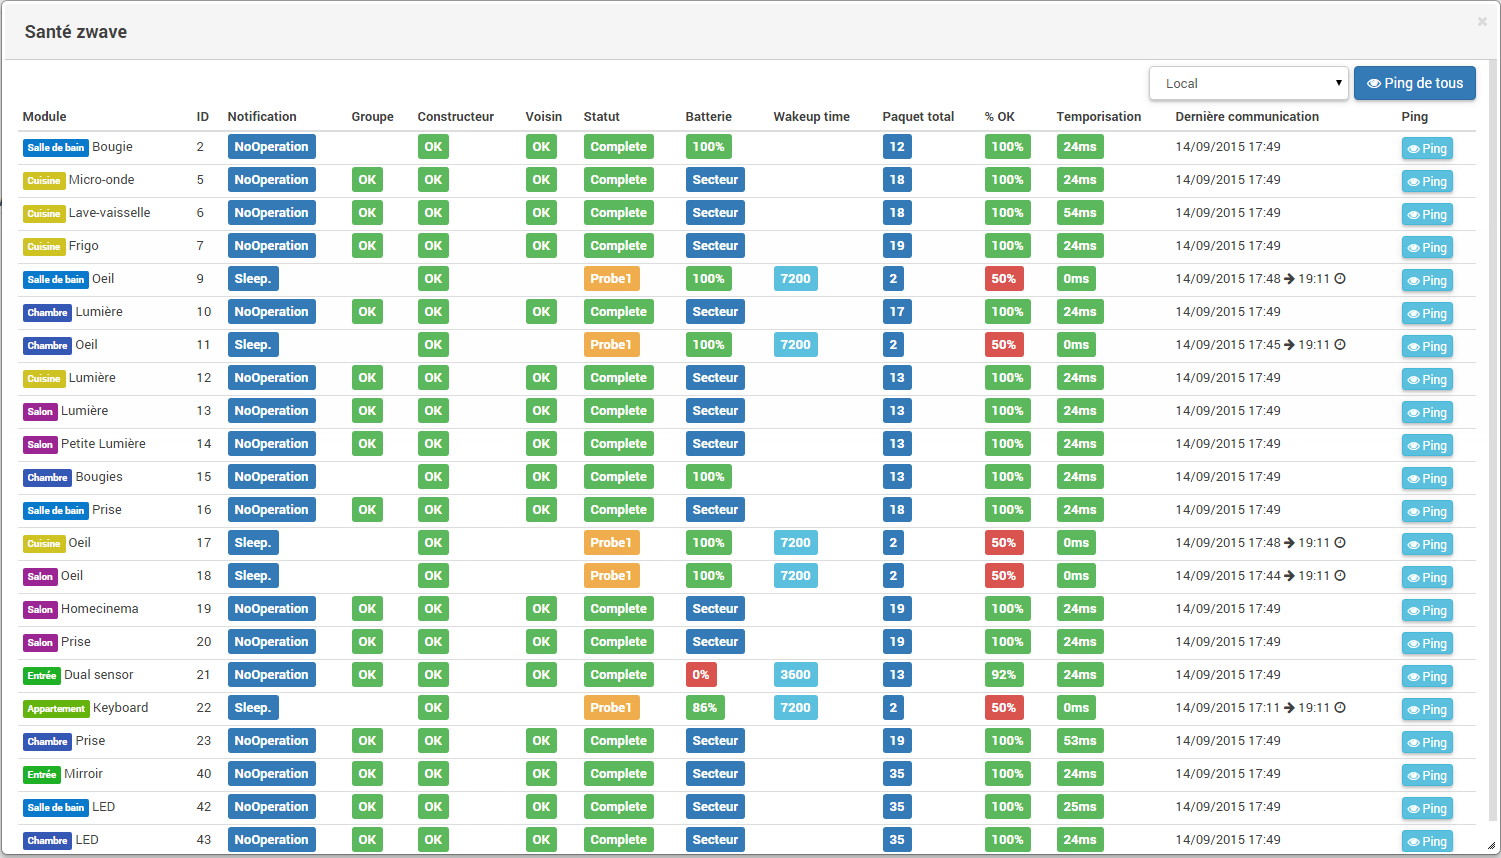 Santé zwave ×
Local Ping de tous
Module ID Notification Groupe Constructeur Voisin Statut Batterie Wakeup time Paquet total % OK Temporisation Dernière communication Ping
Salle de bain Bougie 2 NoOperation OK OK Complete 100% 12 100% 24ms 14/09/2015 17:49 Ping
Cuisine Micro-onde 5 NoOperation OK OK OK Complete Secteur 18 100% 24ms 14/09/2015 17:49 Ping
Cuisine Lave-vaisselle 6 NoOperation OK OK OK Complete Secteur 18 100% 54ms 14/09/2015 17:49 Ping
Cuisine Frigo 7 NoOperation OK OK OK Complete Secteur 19 100% 24ms 14/09/2015 17:49 Ping
Salle de bain Oeil 9 Sleep. OK Probe1 100% 7200 2 50% 0ms 14/09/2015 17:48 → 19:11 Ping
Chambre Lumière 10 NoOperation OK OK OK Complete Secteur 17 100% 24ms 14/09/2015 17:49 Ping
Chambre Oeil 11 Sleep. OK Probe1 100% 7200 2 50% 0ms 14/09/2015 17:45 → 19:11 Ping
Cuisine Lumière 12 NoOperation OK OK OK Complete Secteur 13 100% 24ms 14/09/2015 17:49 Ping
Salon Lumière 13 NoOperation OK OK OK Complete Secteur 13 100% 24ms 14/09/2015 17:49 Ping
Salon Petite Lumière 14 NoOperation OK OK OK Complete Secteur 13 100% 24ms 14/09/2015 17:49 Ping
Chambre Bougies 15 NoOperation OK OK Complete 100% 13 100% 24ms 14/09/2015 17:49 Ping
Salle de bain Prise 16 NoOperation OK OK OK Complete Secteur 18 100% 24ms 14/09/2015 17:49 Ping
Cuisine Oeil 17 Sleep. OK Probe1 100% 7200 2 50% 0ms 14/09/2015 17:48 → 19:11 Ping
Salon Oeil 18 Sleep. OK Probe1 100% 7200 2 50% 0ms 14/09/2015 17:44 → 19:11 Ping
Salon Homecinema 19 NoOperation OK OK OK Complete Secteur 19 100% 24ms 14/09/2015 17:49 Ping
Salon Prise 20 NoOperation OK OK OK Complete Secteur 19 100% 24ms 14/09/2015 17:49 Ping
Entrée Dual sensor 21 NoOperation OK OK OK Complete 0% 3600 13 92% 24ms 14/09/2015 17:49 Ping
Appartement Keyboard 22 Sleep. OK Probe1 86% 7200 2 50% 0ms 14/09/2015 17:11 → 19:11 Ping
Chambre Prise 23 NoOperation OK OK OK Complete Secteur 19 100% 53ms 14/09/2015 17:49 Ping
Entrée Mirroir 40 NoOperation OK OK OK Complete Secteur 35 100% 24ms 14/09/2015 17:49 Ping
Salle de bain LED 42 NoOperation OK OK OK Complete Secteur 35 100% 25ms 14/09/2015 17:49 Ping
Chambre LED 43 NoOperation OK OK OK Complete Secteur 35 100% 24ms 14/09/2015 17:49 Ping